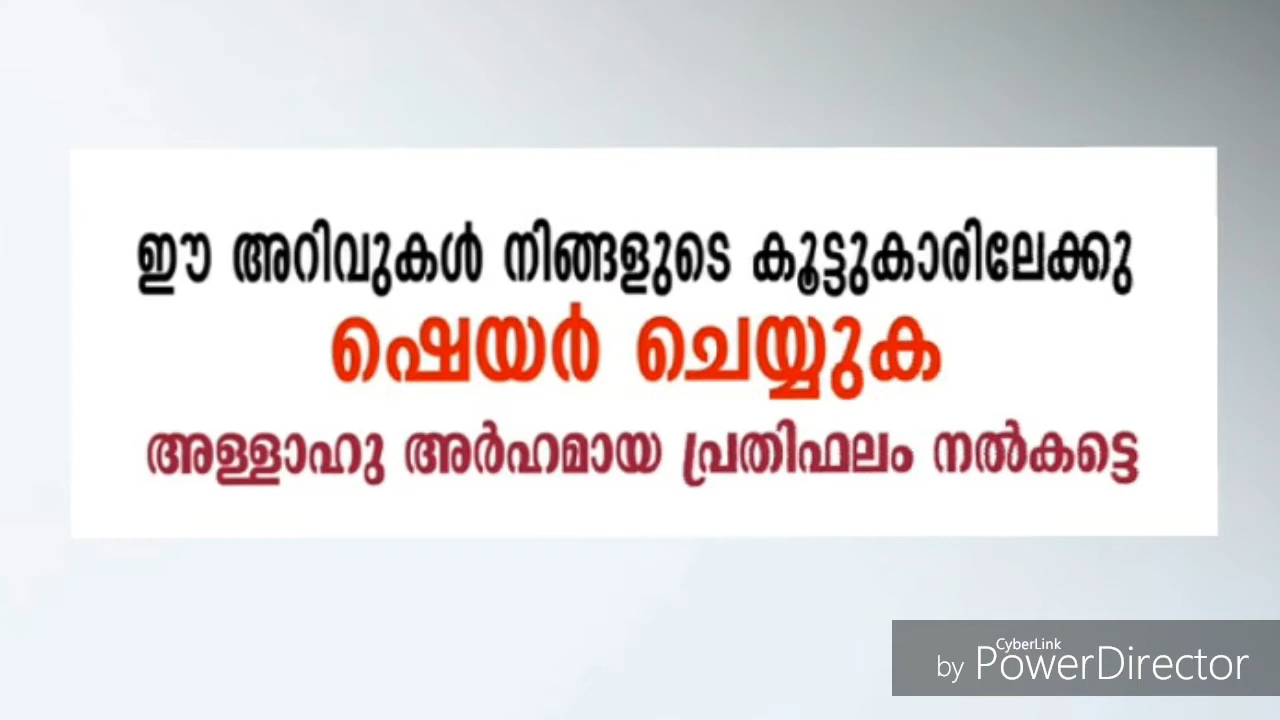 ഈ അറിവുകൾ നിങ്ങളുടെ കൂട്ടുകാരിലേക്കു
ഷെയർ ചെയ്യുക
അള്ളാഹു അർഹമായ പ്രതിഫലം നൽകട്ടെ
CyberLink
by PowerDirector